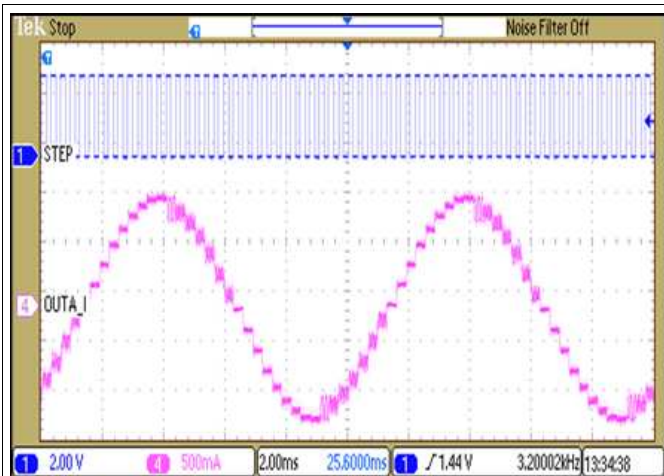 Tek Stop
Noise Filter Off
1 STEP
4 OUTA_I
1 2.00 V
4 500mA
2.00ms 25.6000ms
1 1.44 V 3.20002kHz
13:34:38